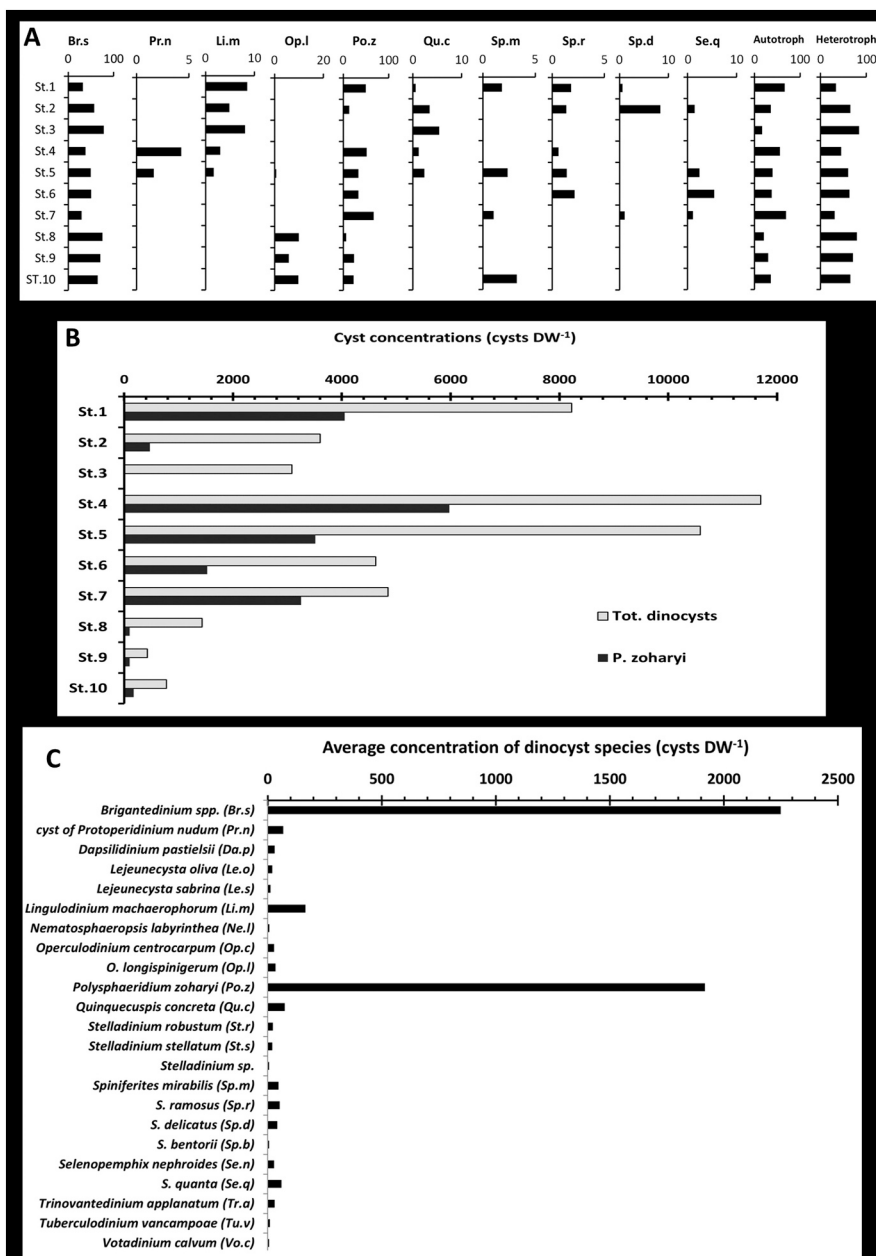 A
Br.s Pr.n Li.m Op.l Po.z Qu.c Sp.m Sp.r Sp.d Se.q Autotroph Heterotroph
0 100 0 5 0 10 0 20 0 100 0 10 0 5 0 5 0 10 0 10 0 100 0 100
St.1
St.2
St.3
St.4
St.5
St.6
St.7
St.8
St.9
ST.10
B
Cyst concentrations (cysts DW⁻¹)
0 2000 4000 6000 8000 10000 12000
St.1
St.2
St.3
St.4
St.5
St.6
St.7
St.8
St.9
St.10
Tot. dinocysts
P. zoharyi
C
Average concentration of dinocyst species (cysts DW⁻¹)
0 500 1000 1500 2000 2500
Brigantedinium spp. (Br.s)
cyst of Protoperidinium nudum (Pr.n)
Dapsilidinium pastielsii (Da.p)
Lejeunecysta oliva (Le.o)
Lejeunecysta sabrina (Le.s)
Lingulodinium machaerophorum (Li.m)
Nematosphaeropsis labyrinthea (Ne.l)
Operculodinium centrocarpum (Op.c)
O. longispinigerum (Op.l)
Polysphaeridium zoharyi (Po.z)
Quinquecuspis concreta (Qu.c)
Stelladinium robustum (St.r)
Stelladinium stellatum (St.s)
Stelladinium sp.
Spiniferites mirabilis (Sp.m)
S. ramosus (Sp.r)
S. delicatus (Sp.d)
S. bentorii (Sp.b)
Selenopemphix nephroides (Se.n)
S. quanta (Se.q)
Trinovantedinium applanatum (Tr.a)
Tuberculodinium vancampoae (Tu.v)
Votadinium calvum (Vo.c)